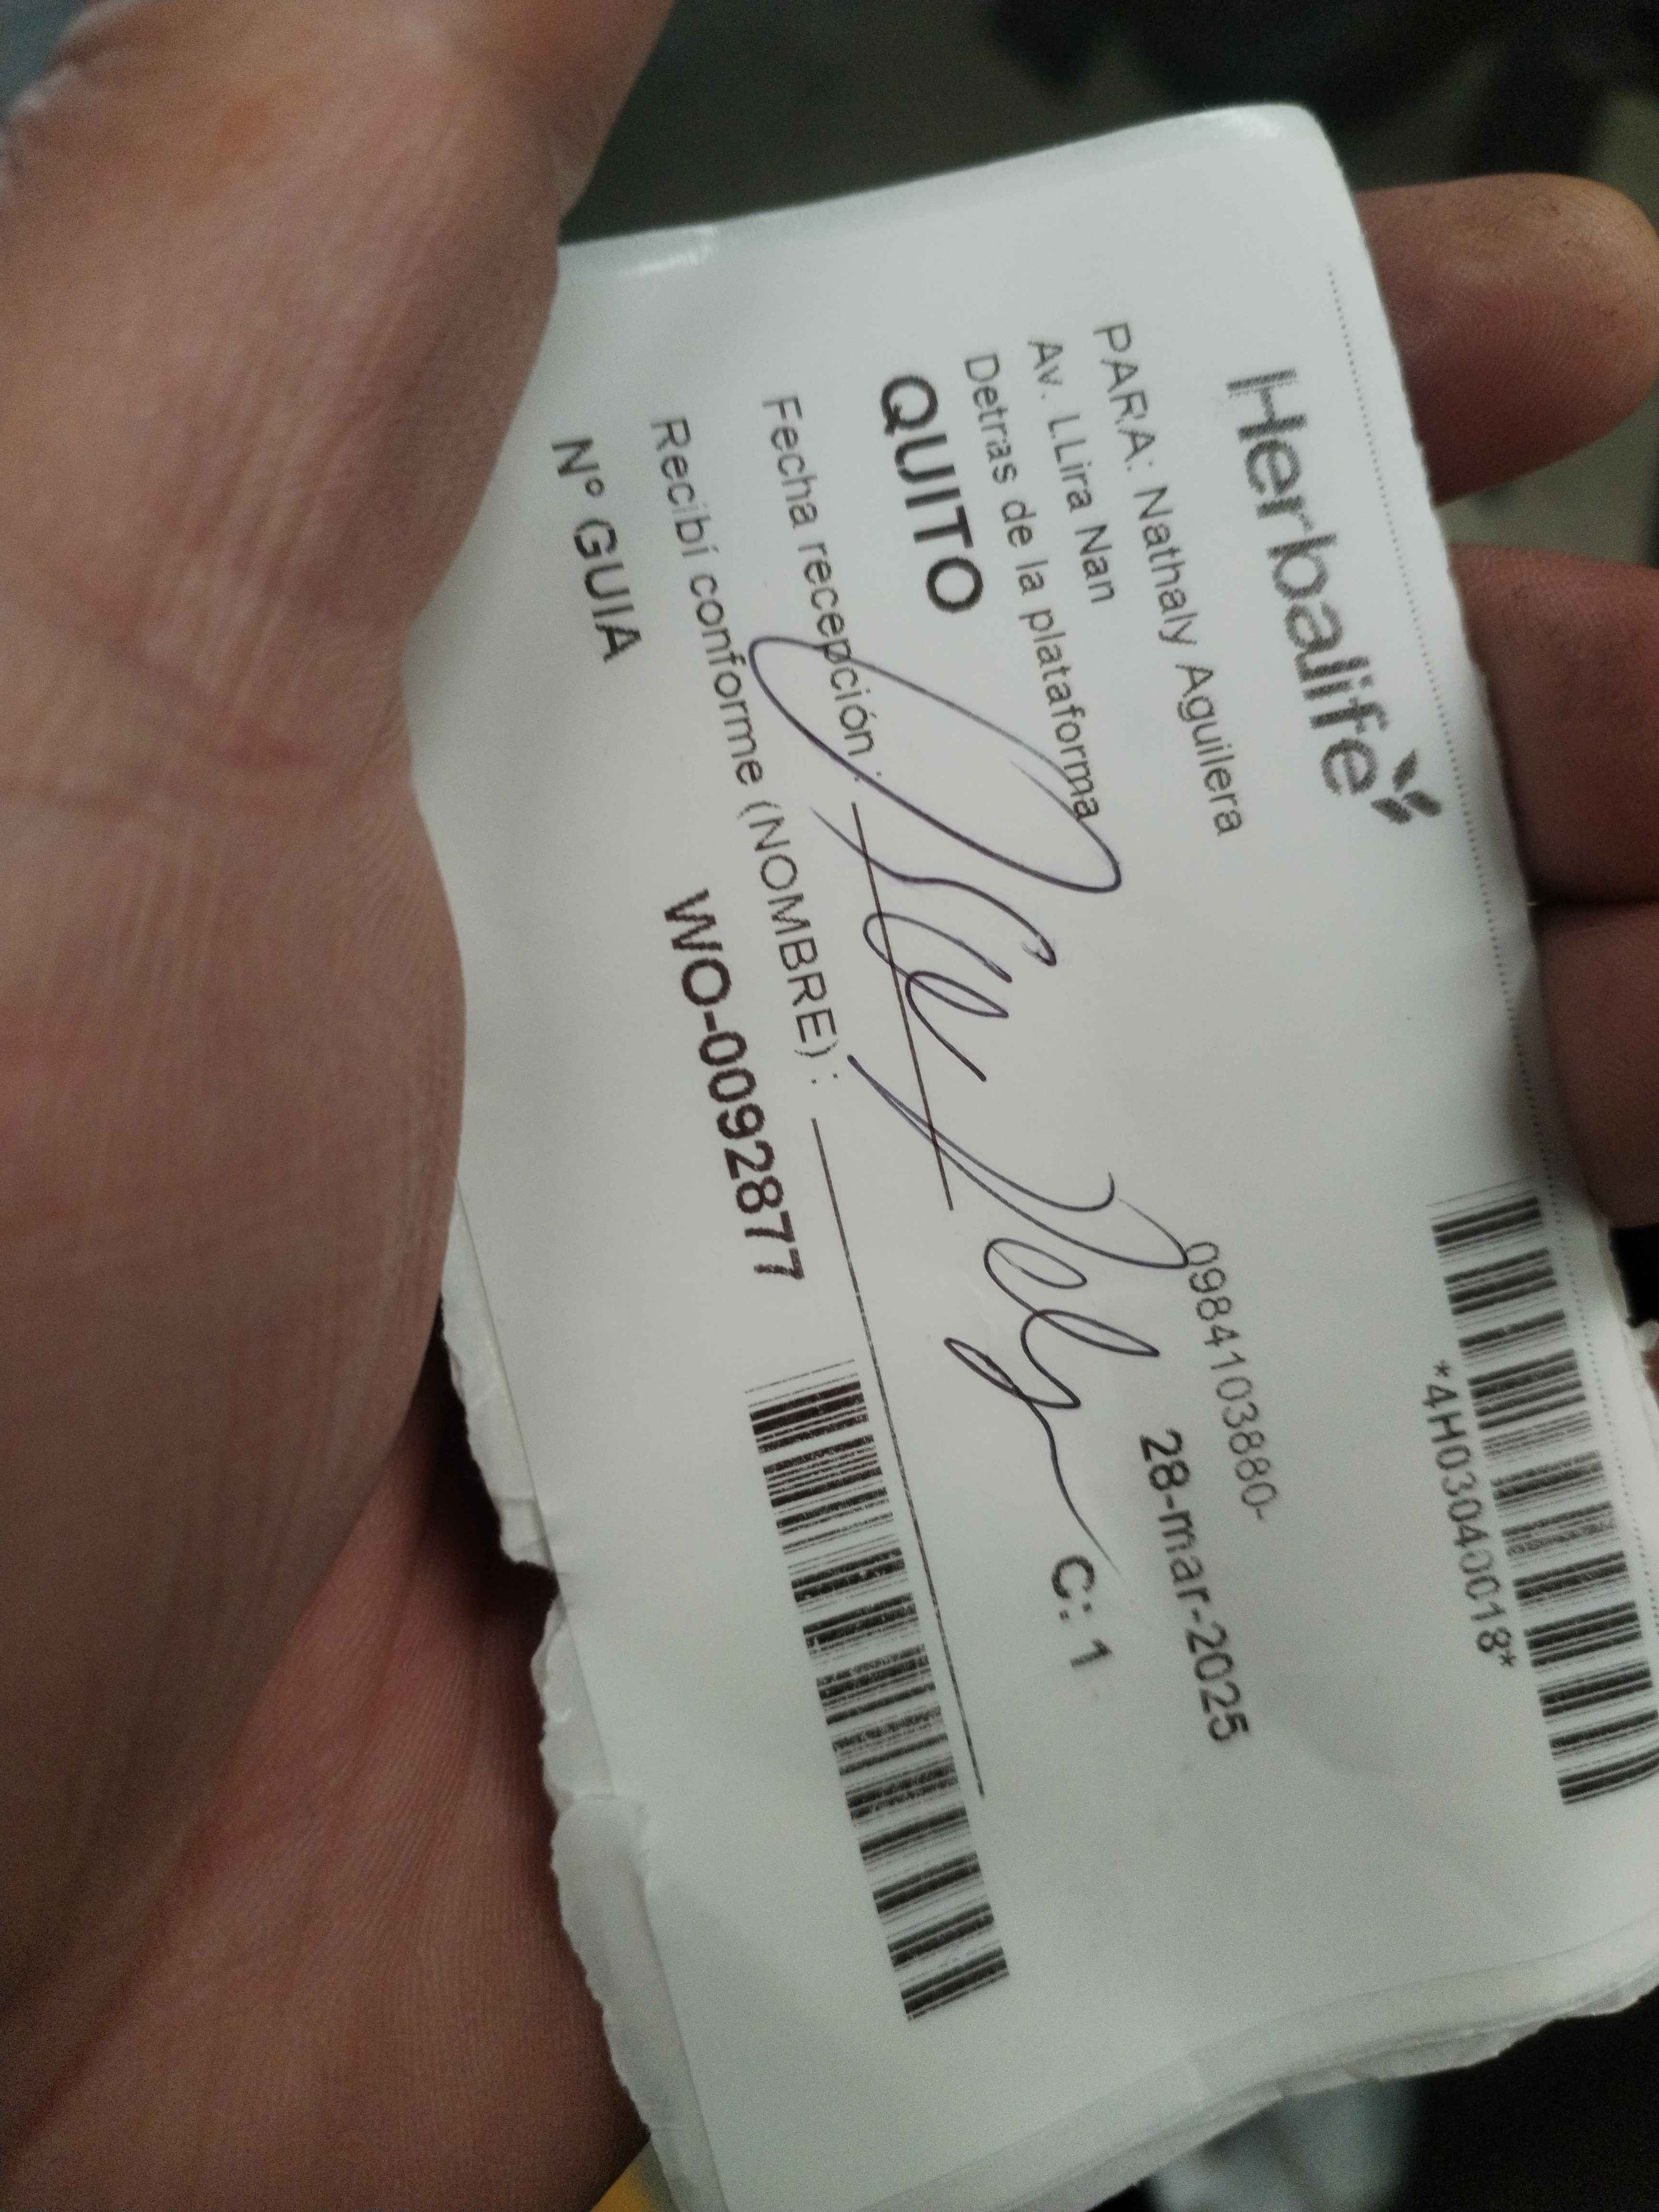 Herbalife
*4H03040018*
PARA: Nathaly Aguilera
0984103880-
Av. LLira Nan
28-mar-2025
Detras de la plataforma
QUITO
C: 1
Fecha recepción :
Recibí conforme (NOMBRE) :
Nº GUIA
WO-0092877